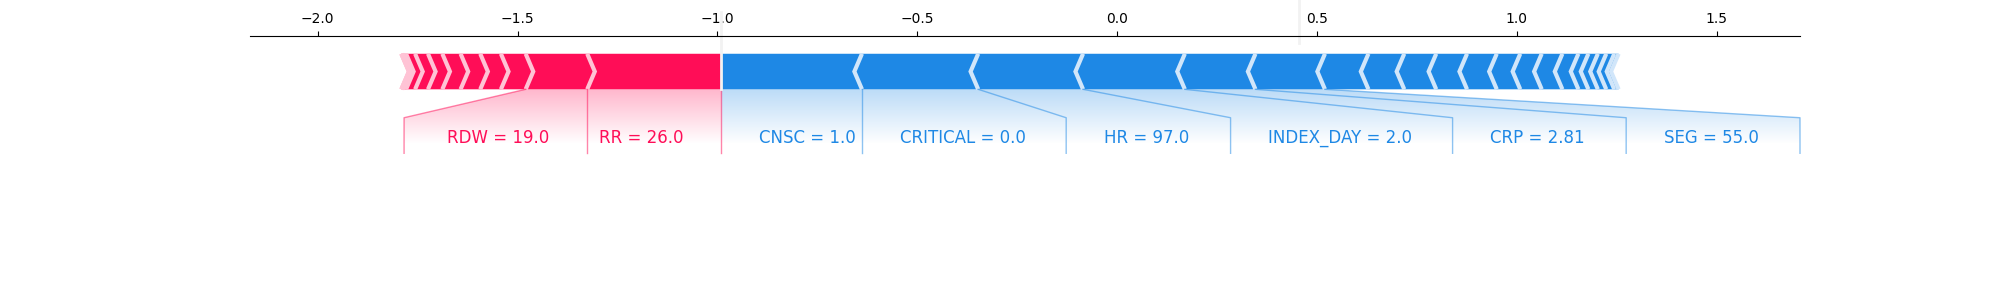 −2.0 −1.5 −1.0 −0.5 0.0 0.5 1.0 1.5
RDW = 19.0 RR = 26.0 CNSC = 1.0 CRITICAL = 0.0 HR = 97.0 INDEX_DAY = 2.0 CRP = 2.81 SEG = 55.0